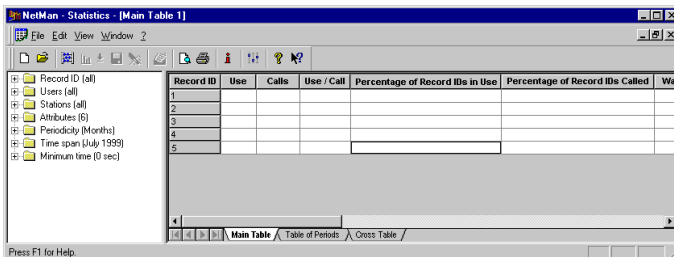 NetMan - Statistics - [Main Table 1]
File Edit View Window ?
Record ID (all)
Users (all)
Stations (all)
Attributes (6)
Periodicity (Months)
Time span (July 1999)
Minimum time (0 sec)
Record ID Use Calls Use / Call Percentage of Record IDs in Use Percentage of Record IDs Called Wa
1
2
3
4
5
Main Table Table of Periods Cross Table
Press F1 for Help.